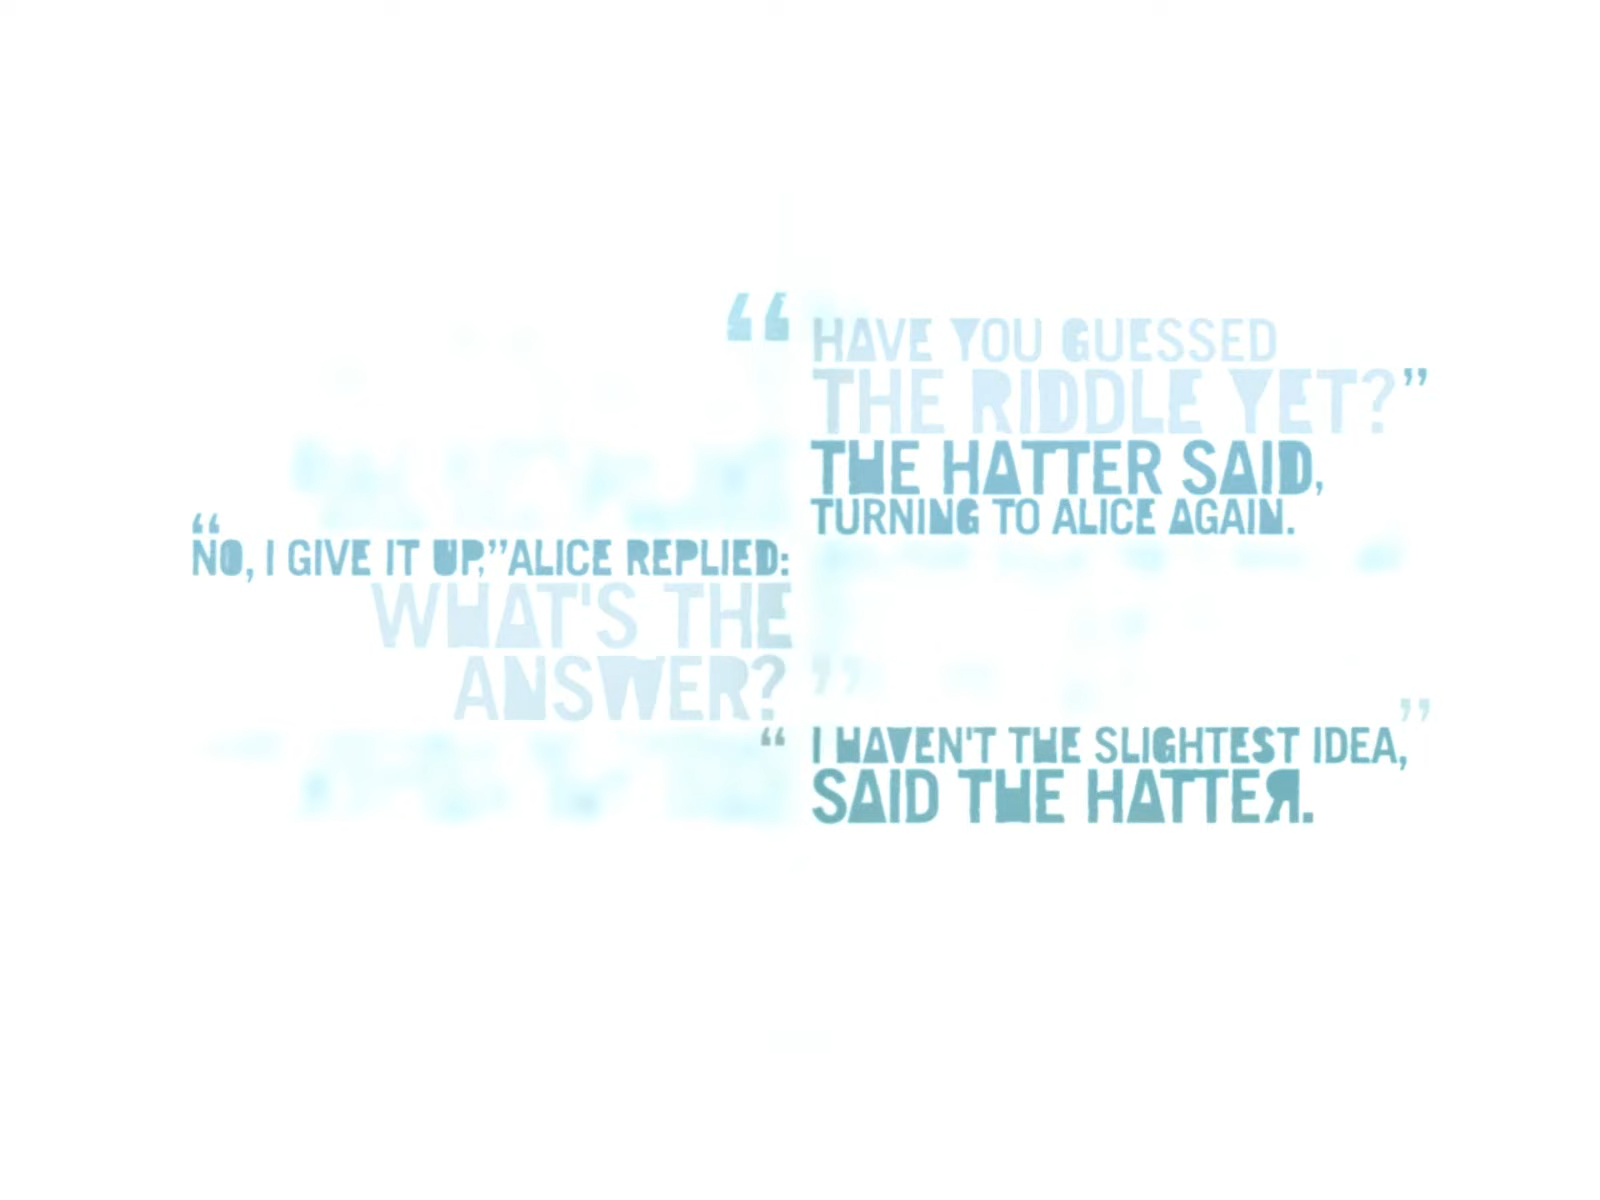 “HAVE YOU GUESSED
THE RIDDLE YET?”
THE HATTER SAID,
TURNING TO ALICE AGAIN.
“NO, I GIVE IT UP,” ALICE REPLIED:
WHAT'S THE
ANSWER? ”
“I HAVEN'T THE SLIGHTEST IDEA, ”
SAID THE HATTEЯ.